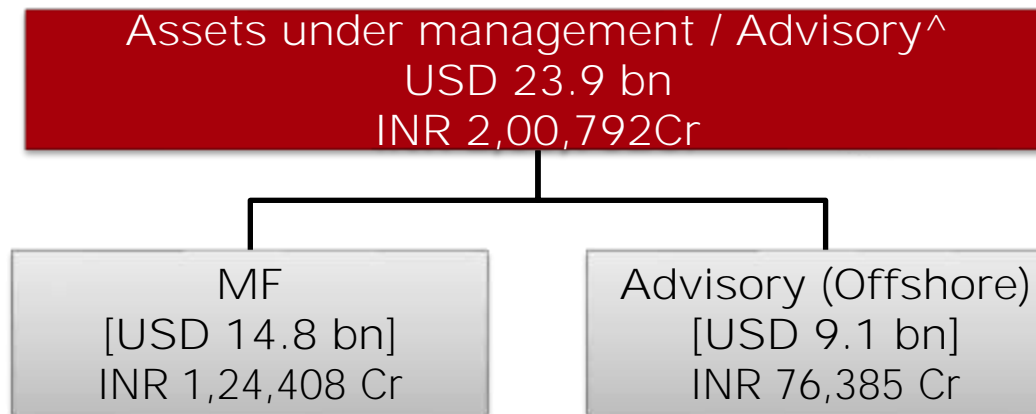 Assets under management / Advisory^
USD 23.9 bn
INR 2,00,792Cr
MF
[USD 14.8 bn]
INR 1,24,408 Cr
Advisory (Offshore)
[USD 9.1 bn]
INR 76,385 Cr